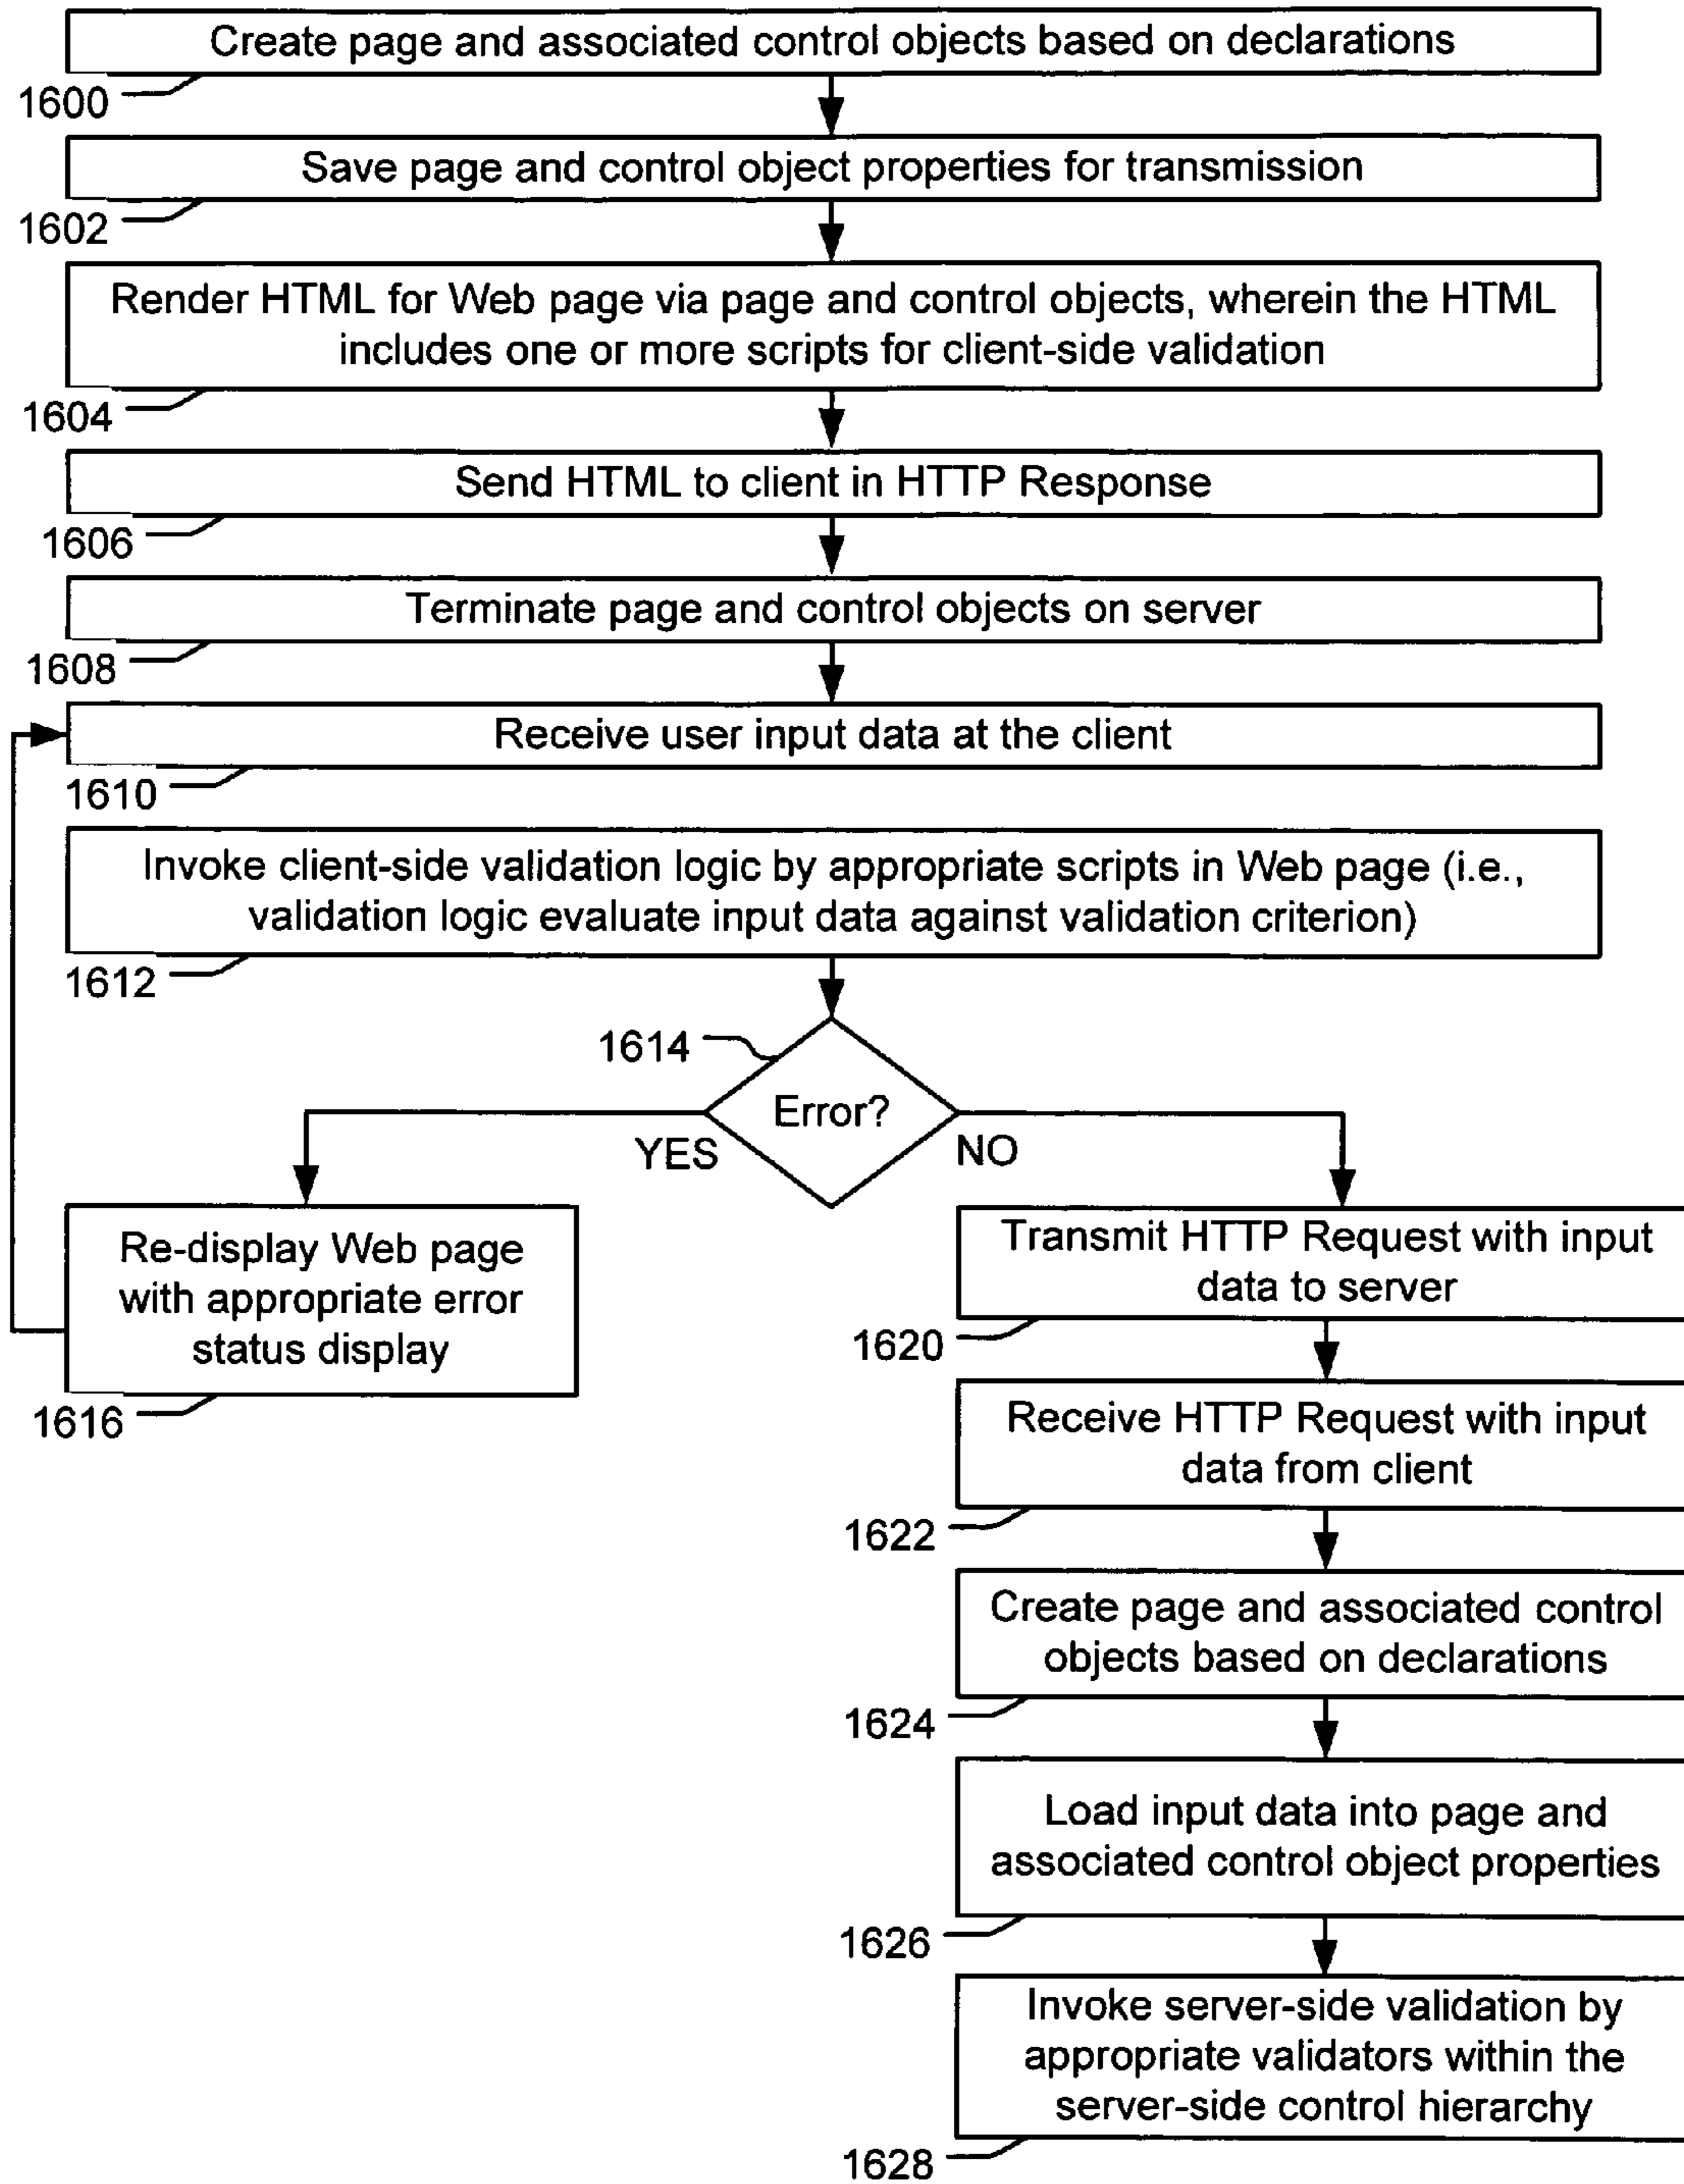 Create page and associated control objects based on declarations
1600
Save page and control object properties for transmission
1602
Render HTML for Web page via page and control objects, wherein the HTML
includes one or more scripts for client-side validation
1604
Send HTML to client in HTTP Response
1606
Terminate page and control objects on server
1608
Receive user input data at the client
1610
Invoke client-side validation logic by appropriate scripts in Web page (i.e.,
validation logic evaluate input data against validation criterion)
1612
1614
Error?
YES
NO
Re-display Web page
with appropriate error
status display
1616
Transmit HTTP Request with input
data to server
1620
Receive HTTP Request with input
data from client
1622
Create page and associated control
objects based on declarations
1624
Load input data into page and
associated control object properties
1626
Invoke server-side validation by
appropriate validators within the
server-side control hierarchy
1628